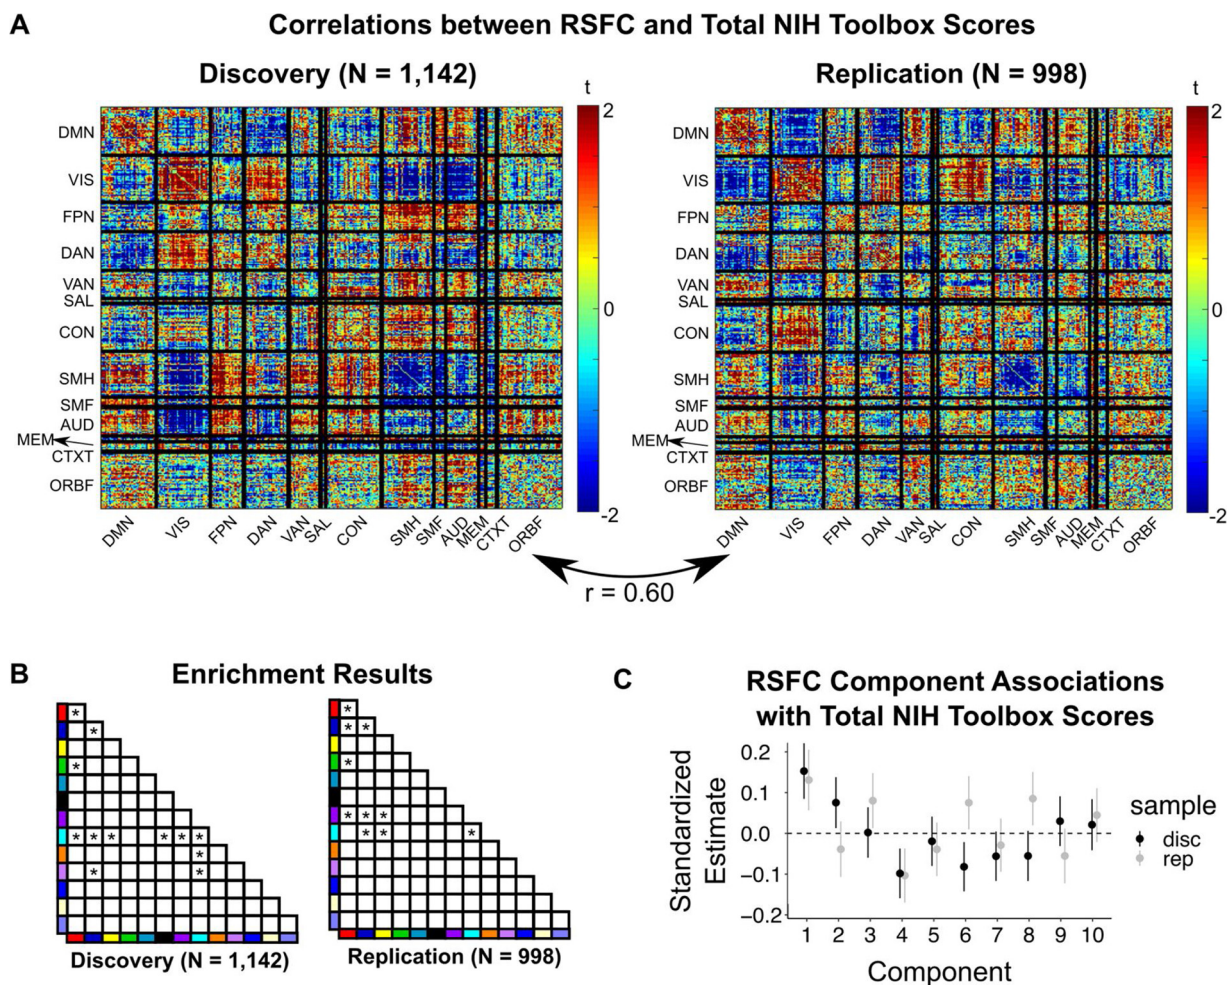 A
Correlations between RSFC and Total NIH Toolbox Scores
Discovery (N = 1,142)
t
2
0
-2
DMN
VIS
FPN
DAN
VAN
SAL
CON
SMH
SMF
AUD
MEM
CTXT
ORBF
DMN VIS FPN DAN VAN SAL CON SMH SMF AUD MEM CTXT ORBF
Replication (N = 998)
t
2
0
-2
DMN
VIS
FPN
DAN
VAN
SAL
CON
SMH
SMF
AUD
MEM
CTXT
ORBF
DMN VIS FPN DAN VAN SAL CON SMH SMF AUD MEM CTXT ORBF
r = 0.60
B
Enrichment Results
*
*
*
* * * * * * *
*
* *
Discovery (N = 1,142)
*
* *
*
* * *
* * *
Replication (N = 998)
C
RSFC Component Associations
with Total NIH Toolbox Scores
Standardized
Estimate
0.2
0.1
0.0
−0.1
−0.2
1 2 3 4 5 6 7 8 9 10
Component
sample
disc
rep